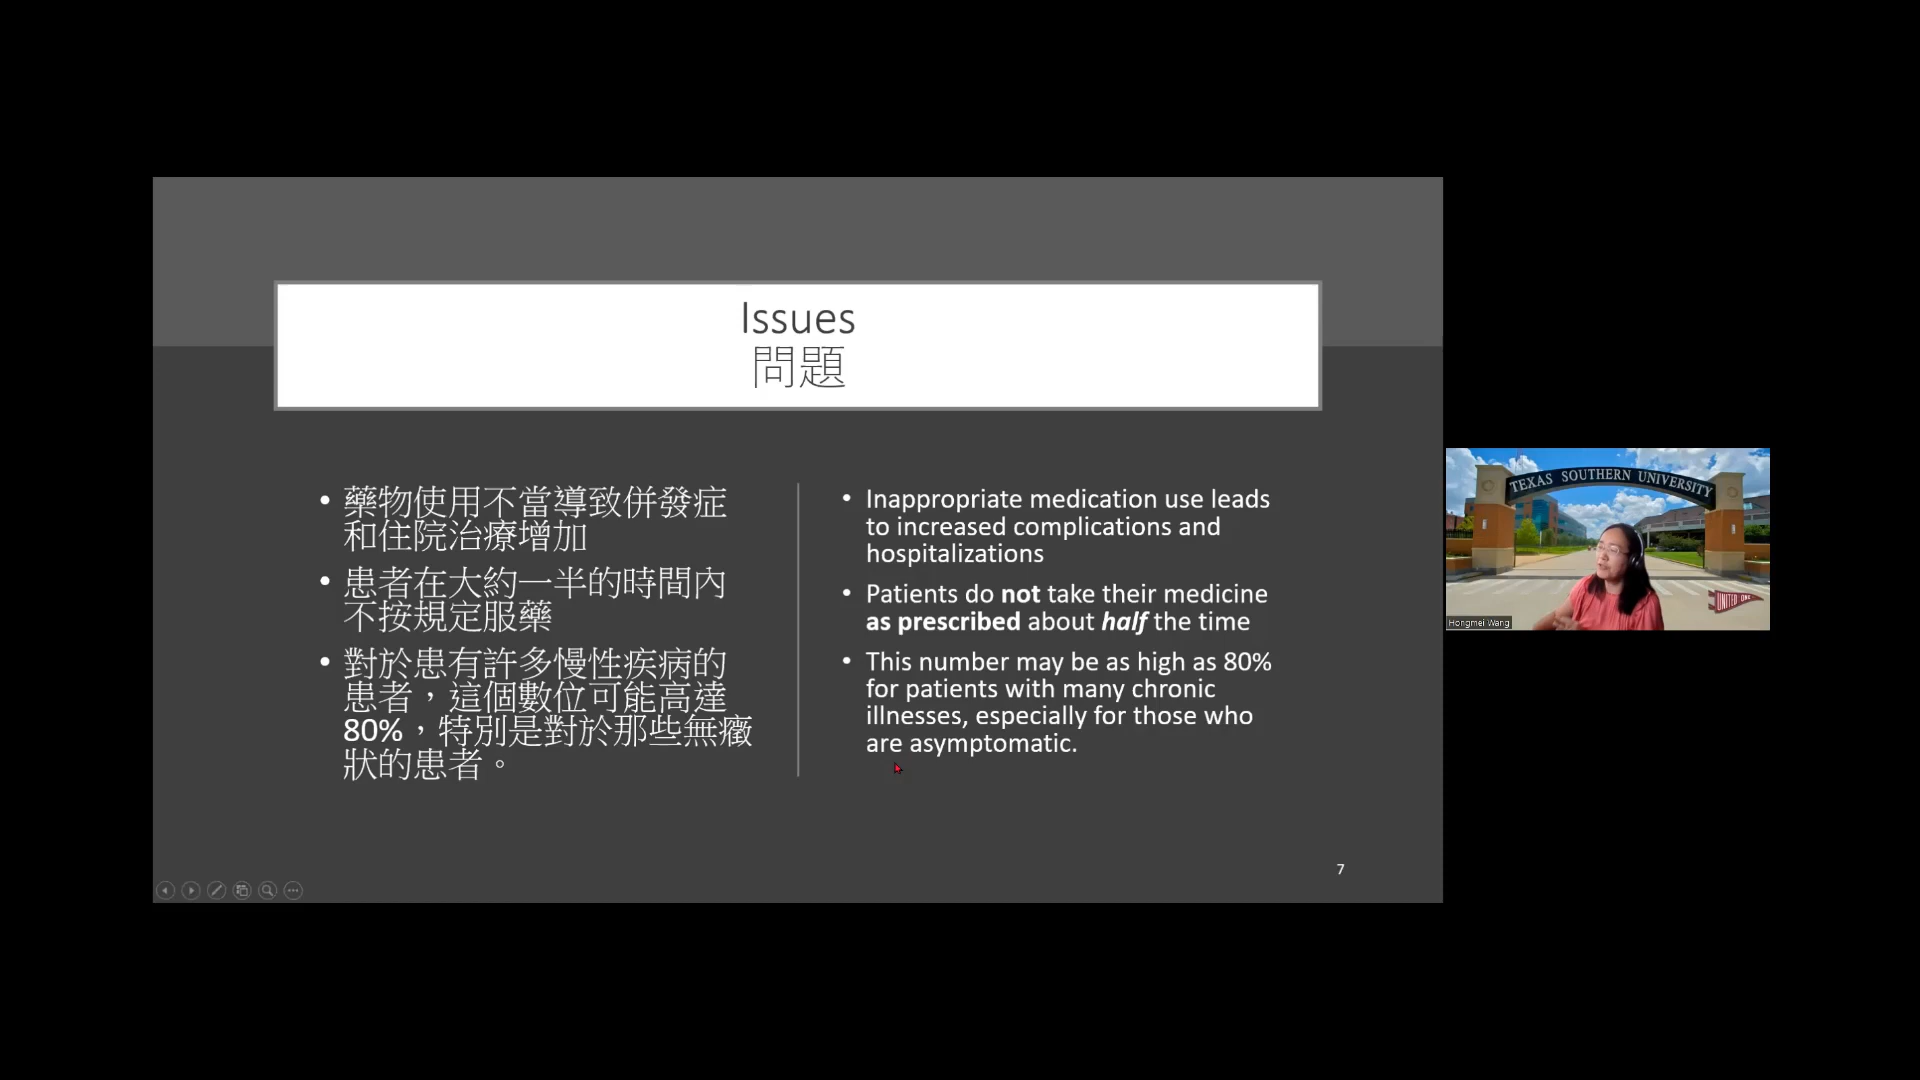 Issues
問題
• 藥物使用不當導致併發症
和住院治療增加
• 患者在大約一半的時間內
不按規定服藥
• 對於患有許多慢性疾病的
患者，這個數位可能高達
80%，特別是對於那些無癥
狀的患者。
• Inappropriate medication use leads
to increased complications and
hospitalizations
• Patients do not take their medicine
as prescribed about half the time
• This number may be as high as 80%
for patients with many chronic
illnesses, especially for those who
are asymptomatic.
7
TEXAS SOUTHERN UNIVERSITY
UNITED ONE
Hongmei Wang